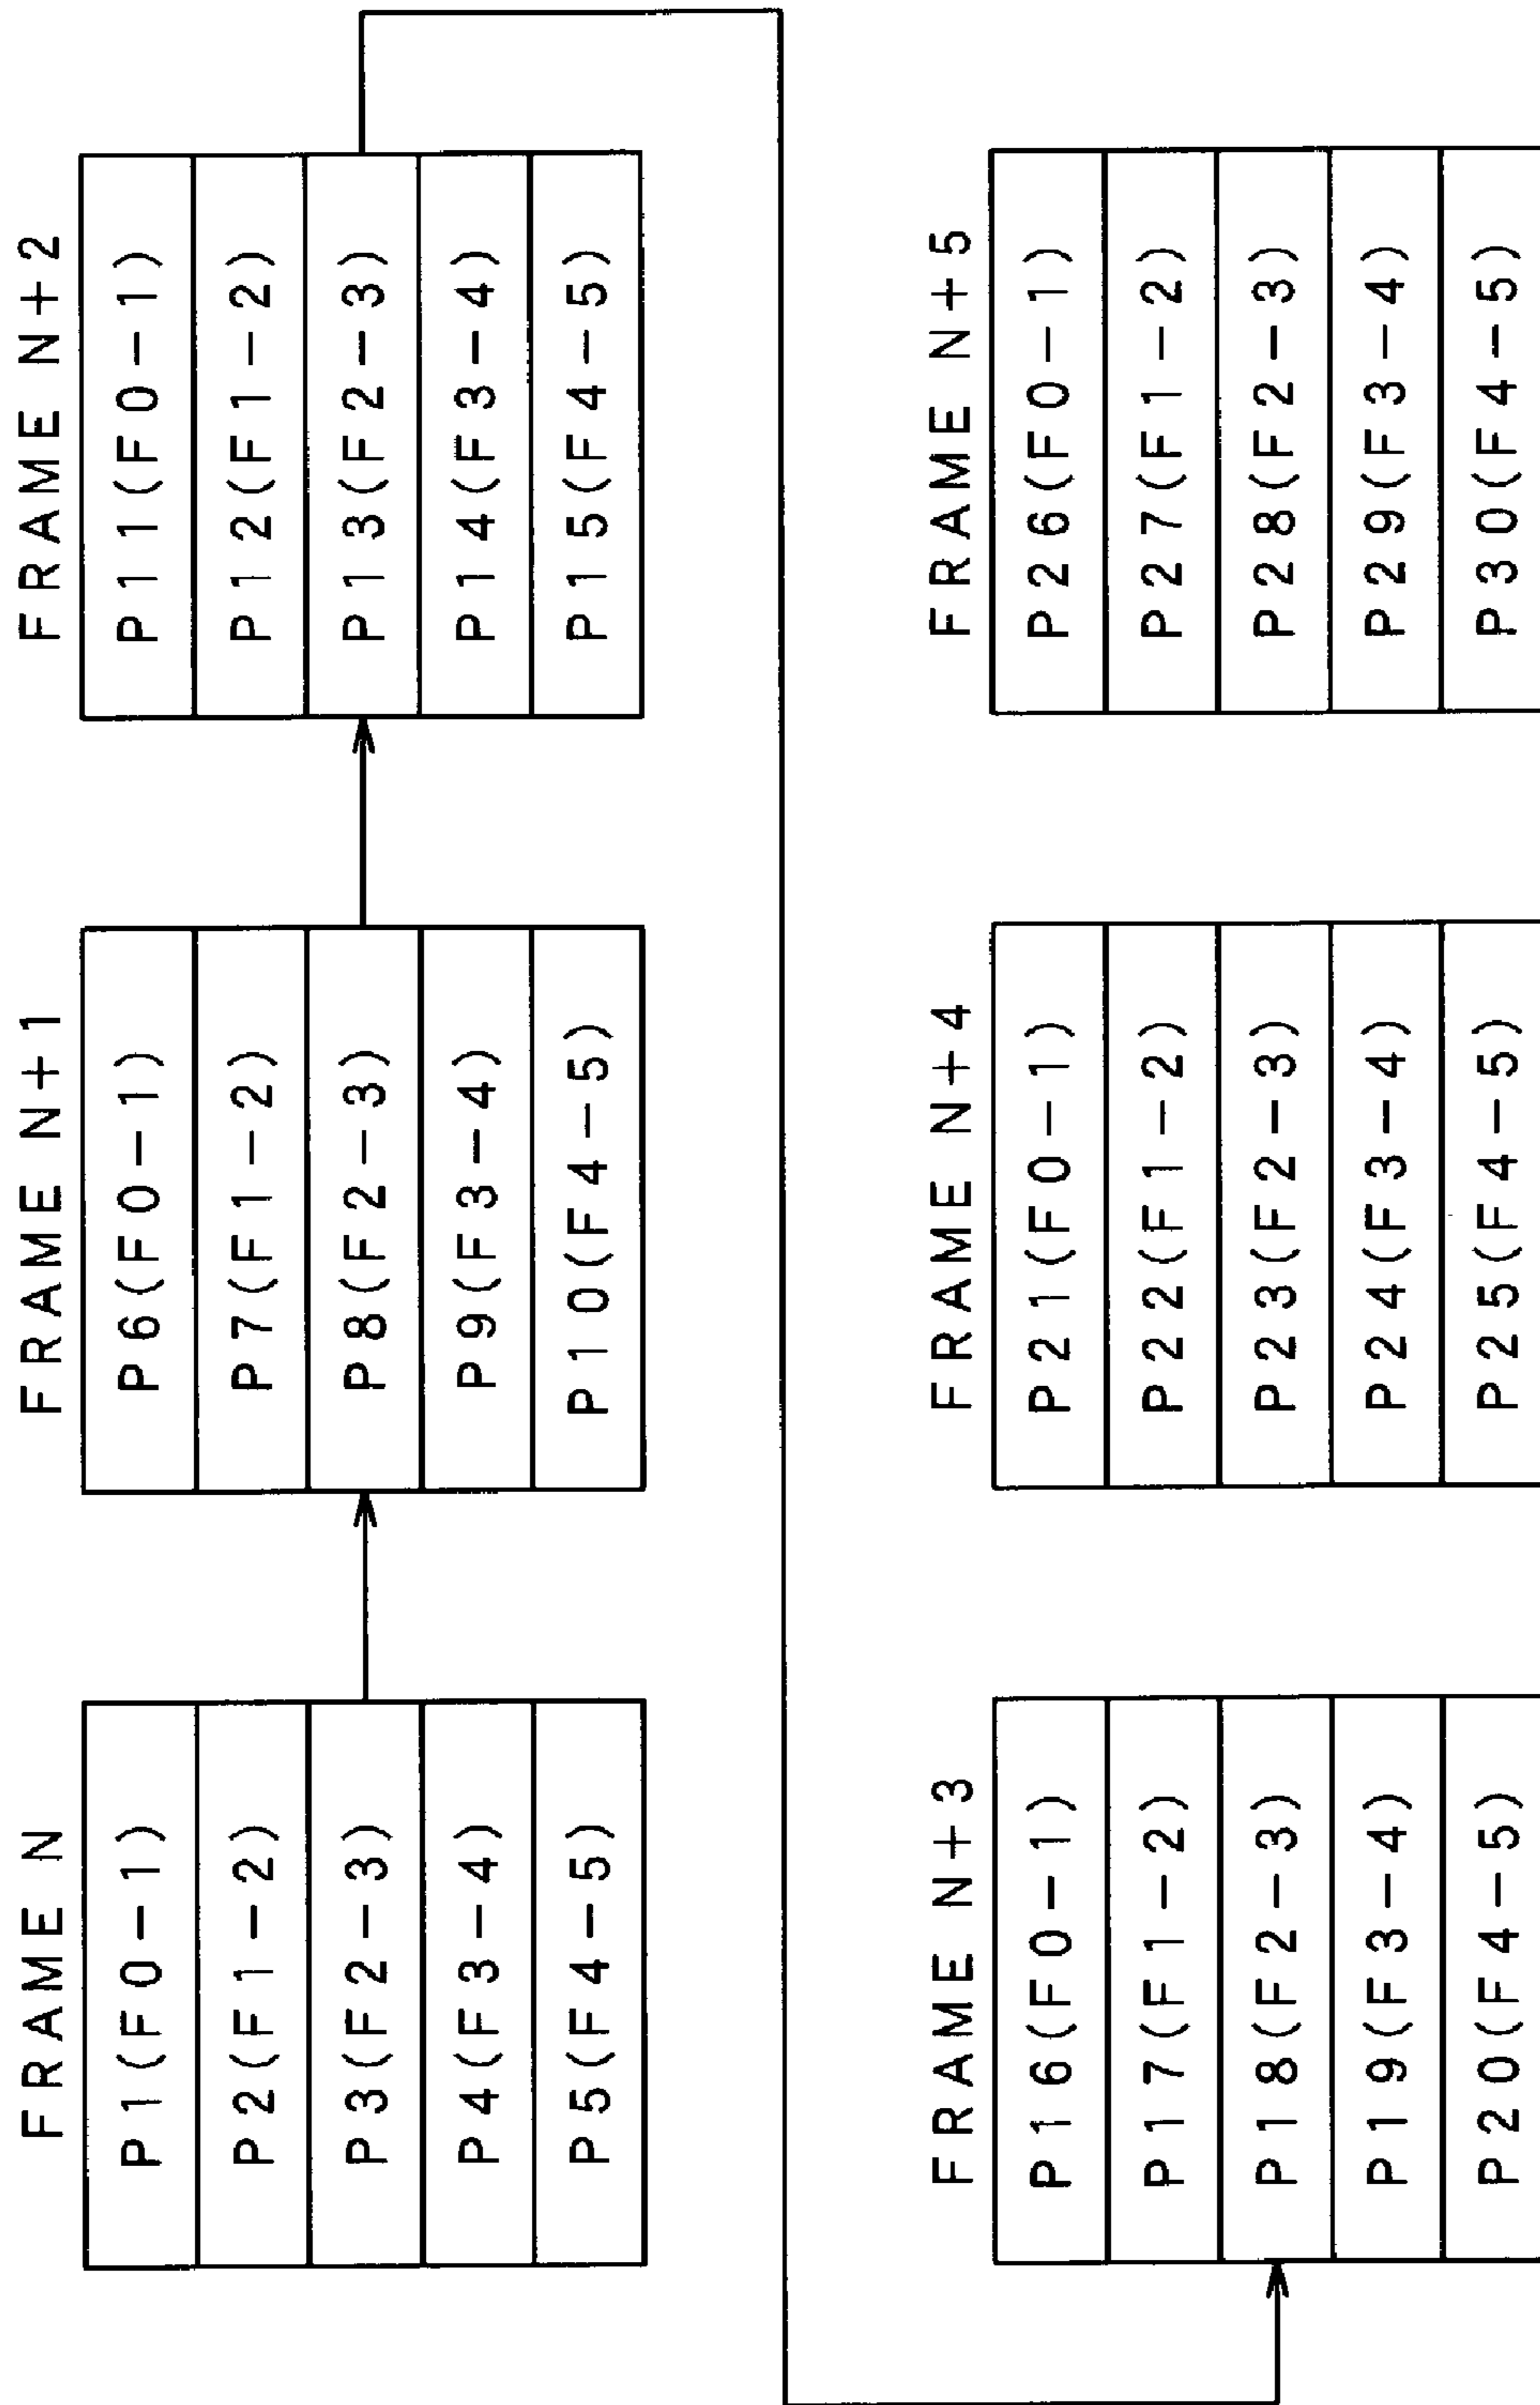 FRAME N
P1(F0-1)
P2(F1-2)
P3(F2-3)
P4(F3-4)
P5(F4-5)
FRAME N+1
P6(F0-1)
P7(F1-2)
P8(F2-3)
P9(F3-4)
P10(F4-5)
FRAME N+2
P11(F0-1)
P12(F1-2)
P13(F2-3)
P14(F3-4)
P15(F4-5)
FRAME N+3
P16(F0-1)
P17(F1-2)
P18(F2-3)
P19(F3-4)
P20(F4-5)
FRAME N+4
P21(F0-1)
P22(F1-2)
P23(F2-3)
P24(F3-4)
P25(F4-5)
FRAME N+5
P26(F0-1)
P27(F1-2)
P28(F2-3)
P29(F3-4)
P30(F4-5)